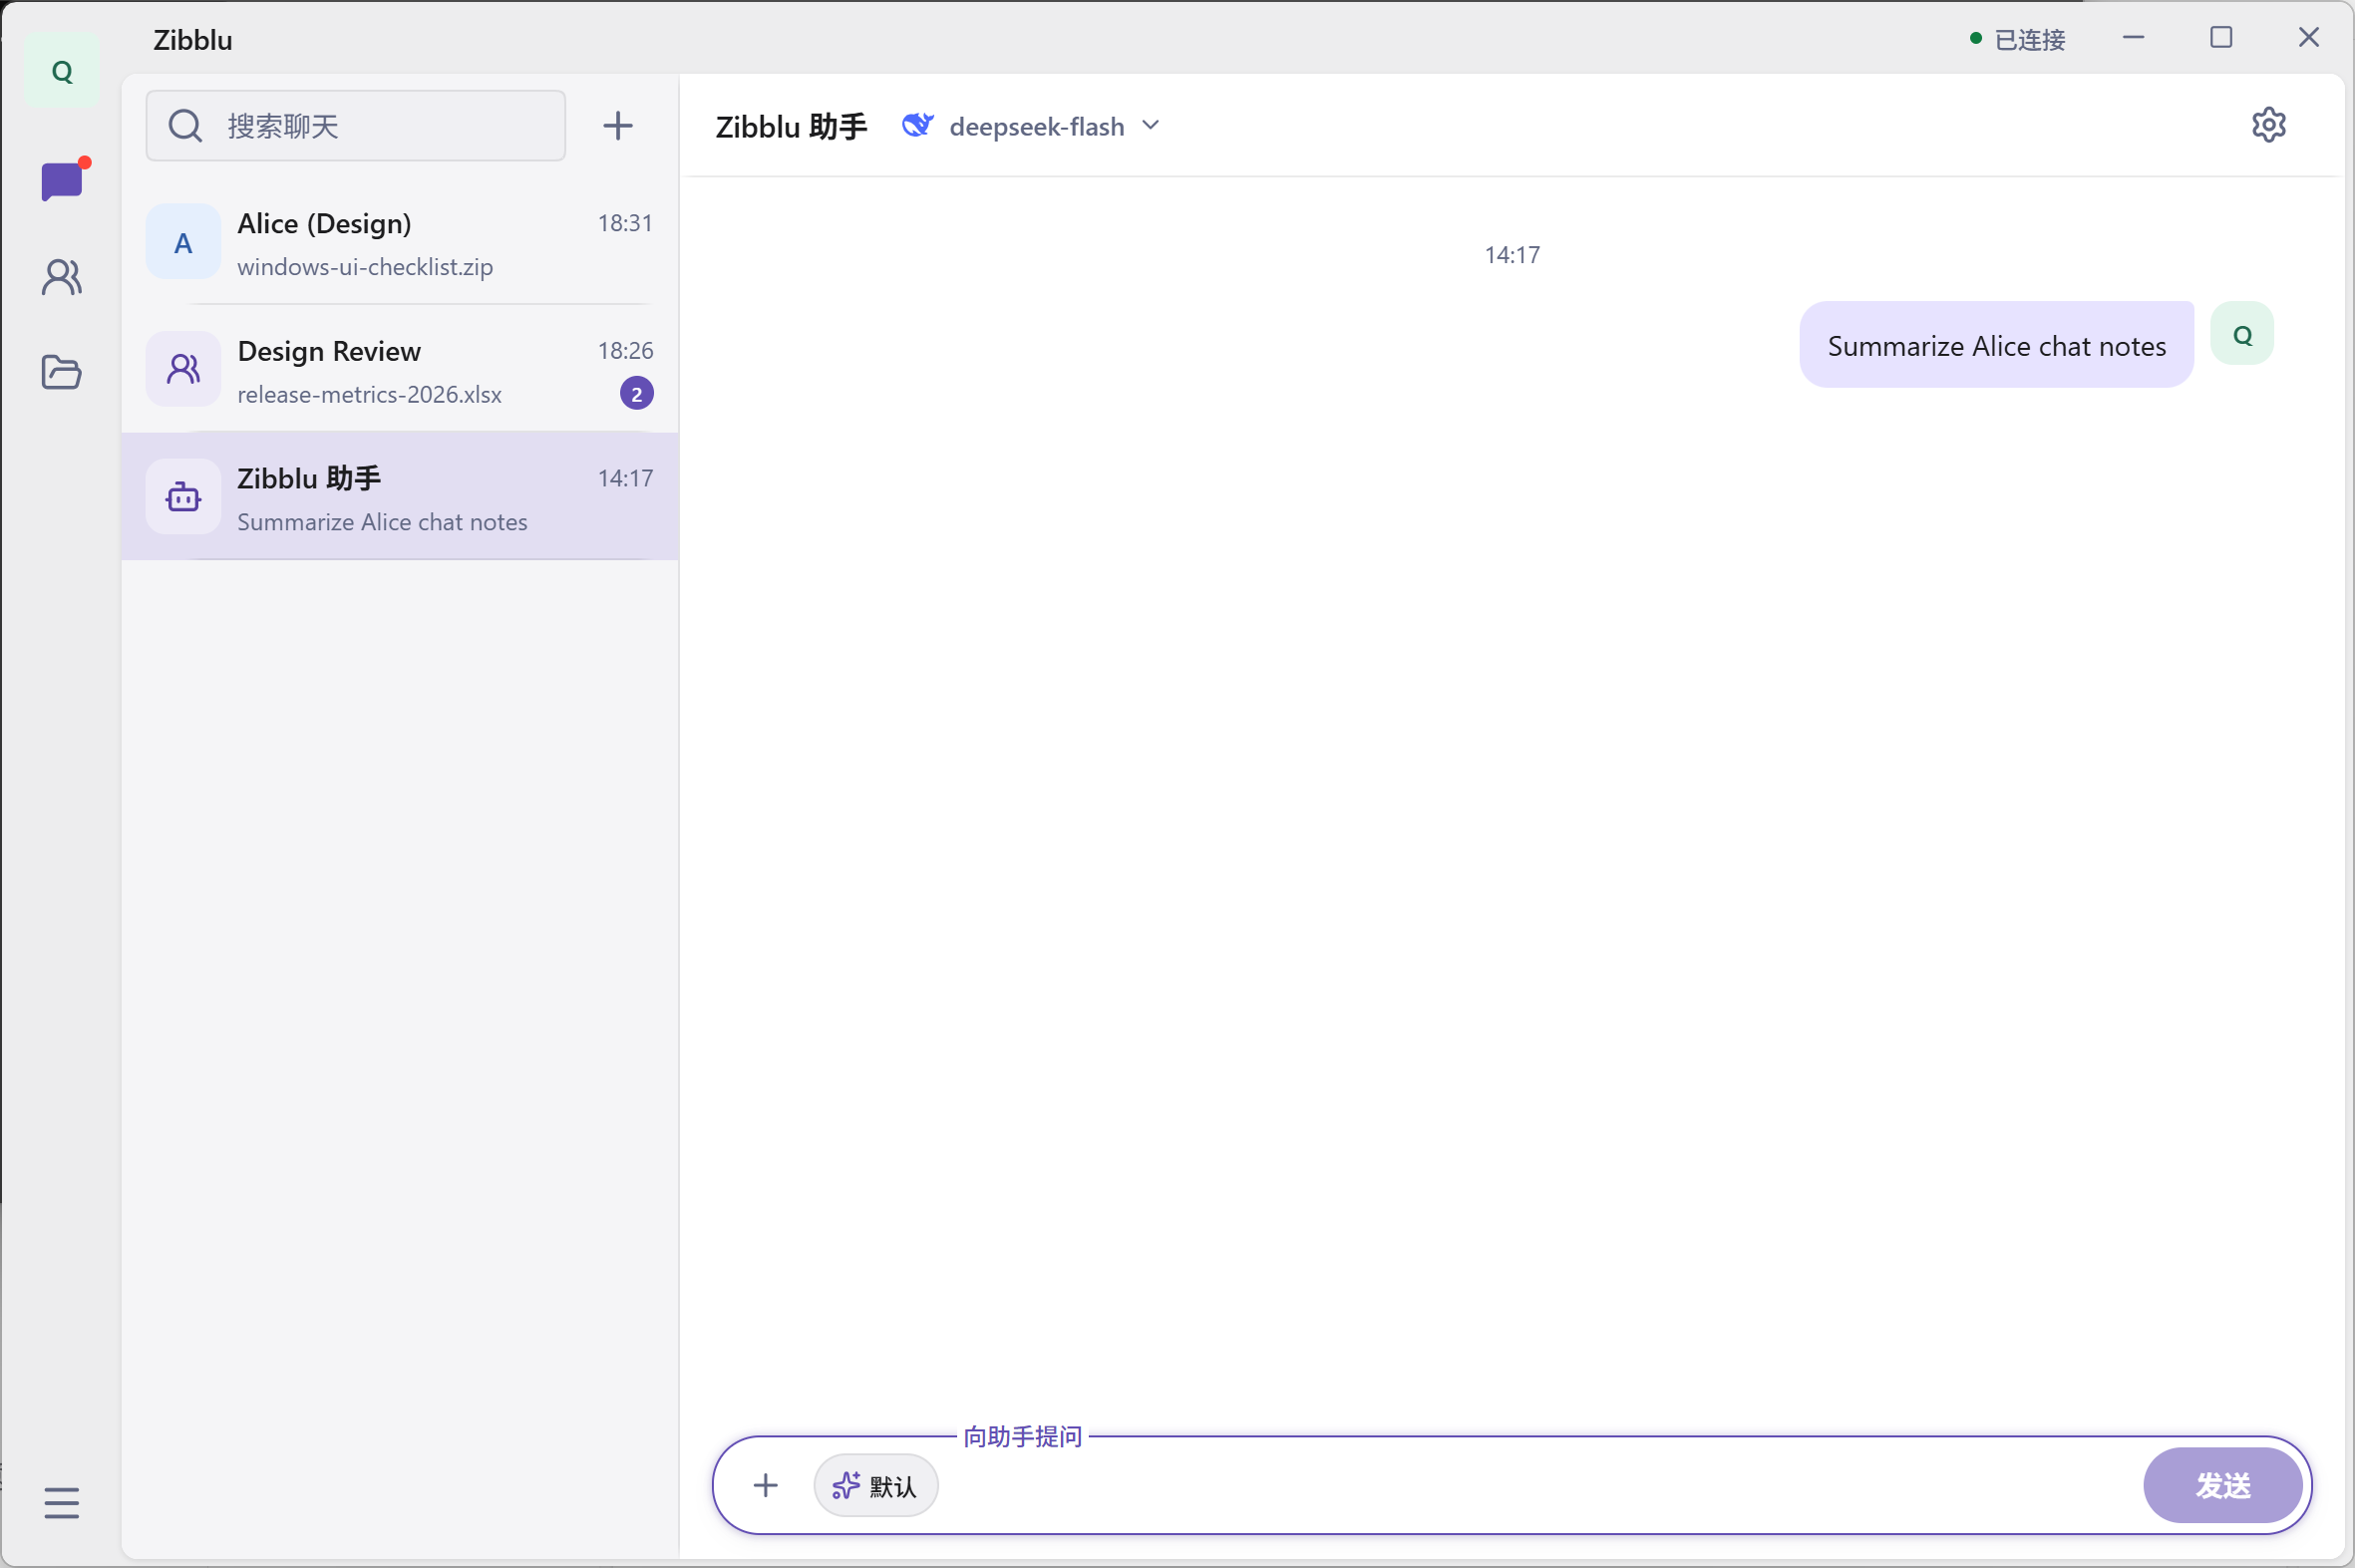 Q
Zibblu
已连接
搜索聊天
A
Alice (Design)
18:31
windows-ui-checklist.zip
Design Review
18:26
release-metrics-2026.xlsx
2
Zibblu 助手
14:17
Summarize Alice chat notes
Zibblu 助手
deepseek-flash
14:17
Summarize Alice chat notes
Q
向助手提问
默认
发送